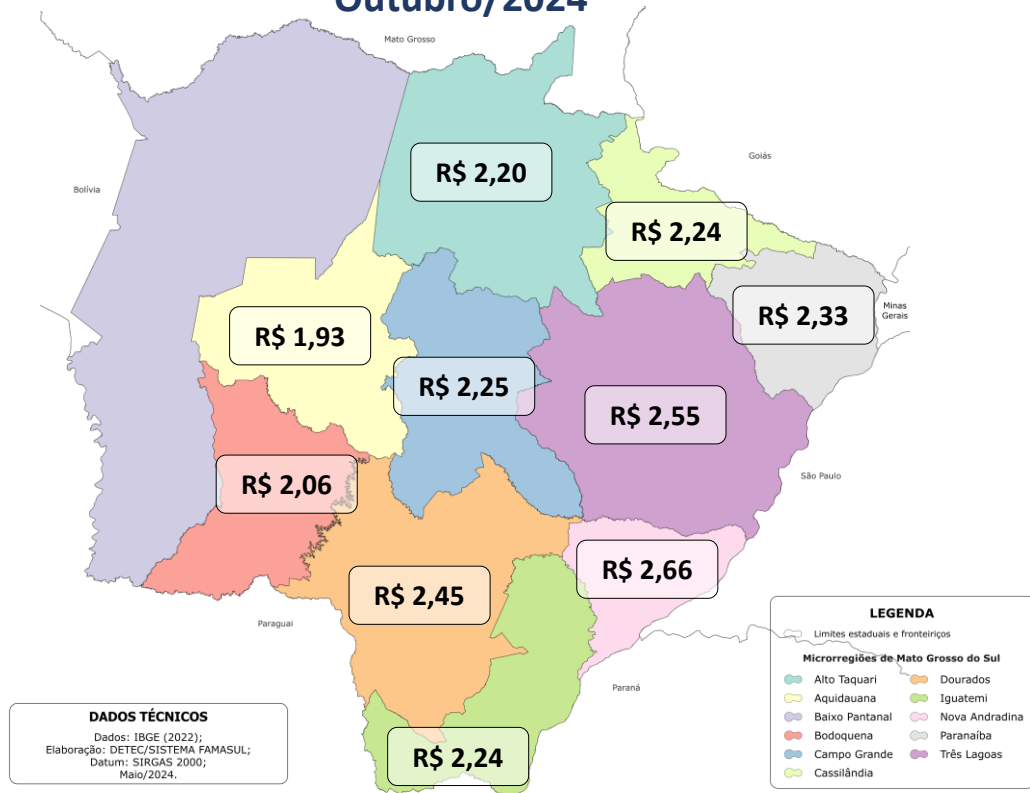 Outubro/2024
Mato Grosso
Goiás
Bolívia
R$ 2,20
R$ 2,24
Minas
Gerais
R$ 2,33
R$ 1,93
R$ 2,25
R$ 2,55
São Paulo
R$ 2,06
R$ 2,66
R$ 2,45
Paraguai
Paraná
R$ 2,24
LEGENDA
Limites estaduais e fronteiriços
Microrregiões de Mato Grosso do Sul
Alto Taquari
Aquidauana
Baixo Pantanal
Bodoquena
Campo Grande
Cassilândia
Dourados
Iguatemi
Nova Andradina
Paranaíba
Três Lagoas
DADOS TÉCNICOS
Dados: IBGE (2022);
Elaboração: DETEC/SISTEMA FAMASUL;
Datum: SIRGAS 2000;
Maio/2024.